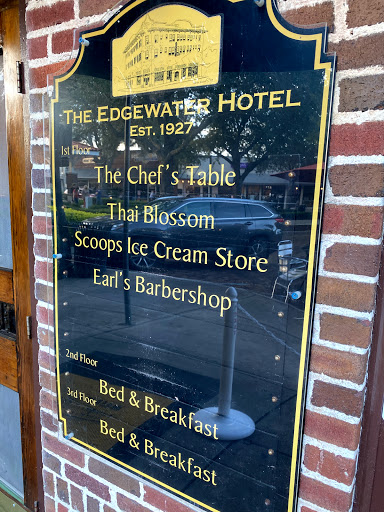 THE EDGEWATER HOTEL
EST. 1927
1st Floor
The Chef's Table
Thai Blossom
Scoops Ice Cream Store
Earl's Barbershop
2nd Floor
Bed & Breakfast
3rd Floor
Bed & Breakfast